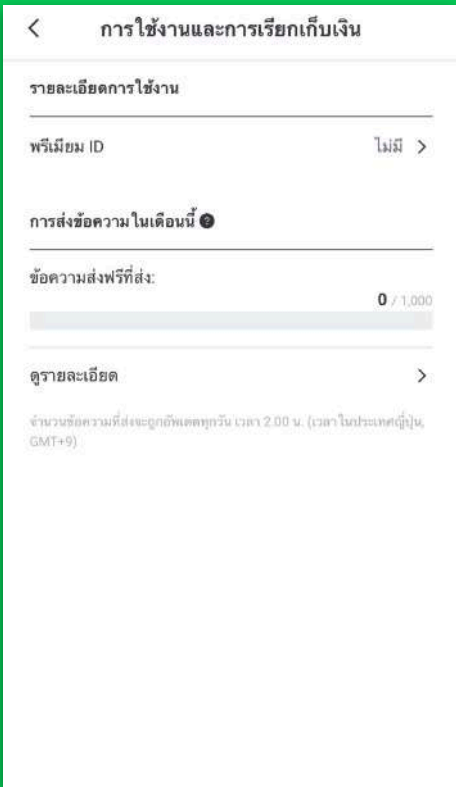 การใช้งานและการเรียกเก็บเงิน
รายละเอียดการใช้งาน
พรีเมียม ID
ไม่มี
การส่งข้อความในเดือนนี้
ข้อความส่งฟรีที่ส่ง:
0 / 1,000
ดูรายละเอียด
จำนวนข้อความที่ส่งจะถูกอัพเดตทุกวัน เวลา 2.00 น. (เวลาในประเทศญี่ปุ่น,
GMT+9)